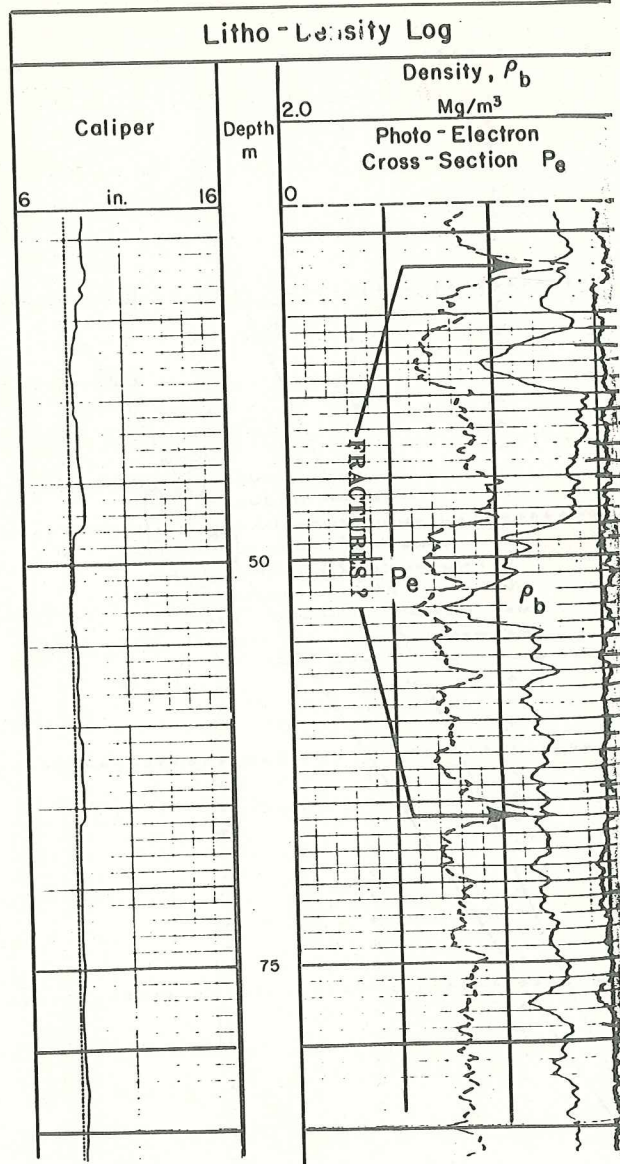 Litho-Density Log
Caliper
6 in. 16
Depth
m
Density, ρb
2.0 Mg/m³
Photo-Electron
Cross-Section Pe
0
FRACTURES ?
50
Pe
ρb
75